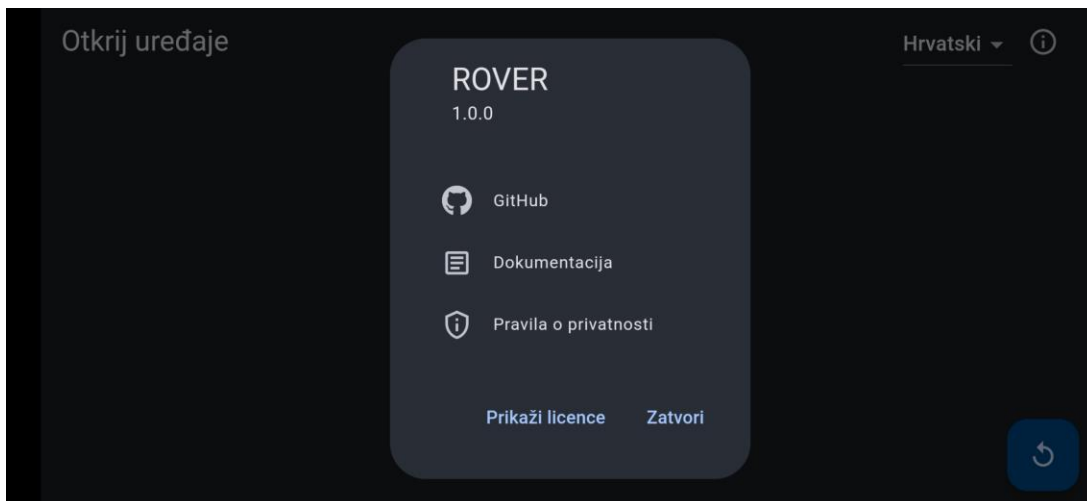 Otkrij uređaje
Hrvatski
ROVER
1.0.0
GitHub
Dokumentacija
Pravila o privatnosti
Prikaži licence
Zatvori